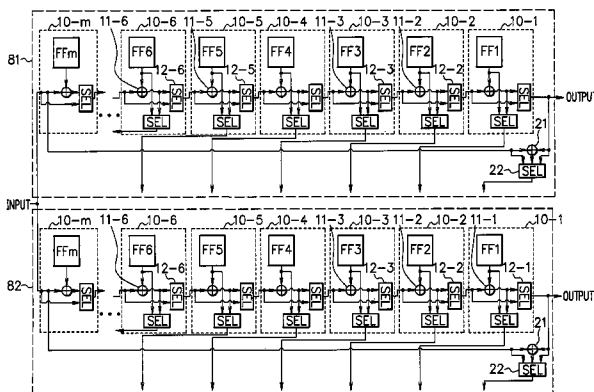 10-m 11-6 10-6 11-5 10-5 10-4 11-3 10-3 11-2 10-2 10-1
81
FFm FF6 FF5 FF4 FF3 FF2 FF1
12-6 12-5 12-3 12-2
SEL SEL SEL SEL SEL SEL SEL
OUTPUT
... SEL SEL SEL SEL SEL
21
22 SEL
INPUT
10-m 11-6 10-6 10-5 10-4 11-3 10-3 11-2 10-2 11-1 10-1
82
FFm FF6 FF5 FF4 FF3 FF2 FF1
12-6 12-3 12-2 12-1
SEL SEL SEL SEL SEL SEL SEL
OUTPUT
... SEL SEL SEL SEL SEL
21
22 SEL